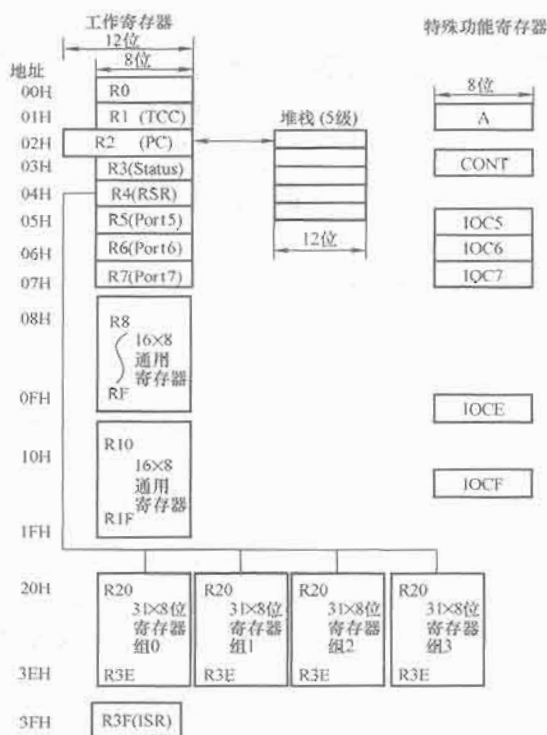 工作寄存器
特殊功能寄存器
12位
8位
地址
00H R0
01H R1 (TCC)
堆栈 (5级)
8位
A
02H R2 (PC)
03H R3(Status)
CONT
04H R4(RSR)
05H R5(Port5)
IOC5
06H R6(Port6)
12位
IOC6
07H R7(Port7)
IOC7
08H
R8
16×8
通用
寄存器
RF
0FH
IOCE
10H
R10
16×8
通用
寄存器
R1F
IOCF
1FH
20H
R20 R20 R20 R20
31×8位 31×8位 31×8位 31×8位
寄存器 寄存器 寄存器 寄存器
组0 组1 组2 组3
3EH R3E R3E R3E R3E
3FH R3F(ISR)